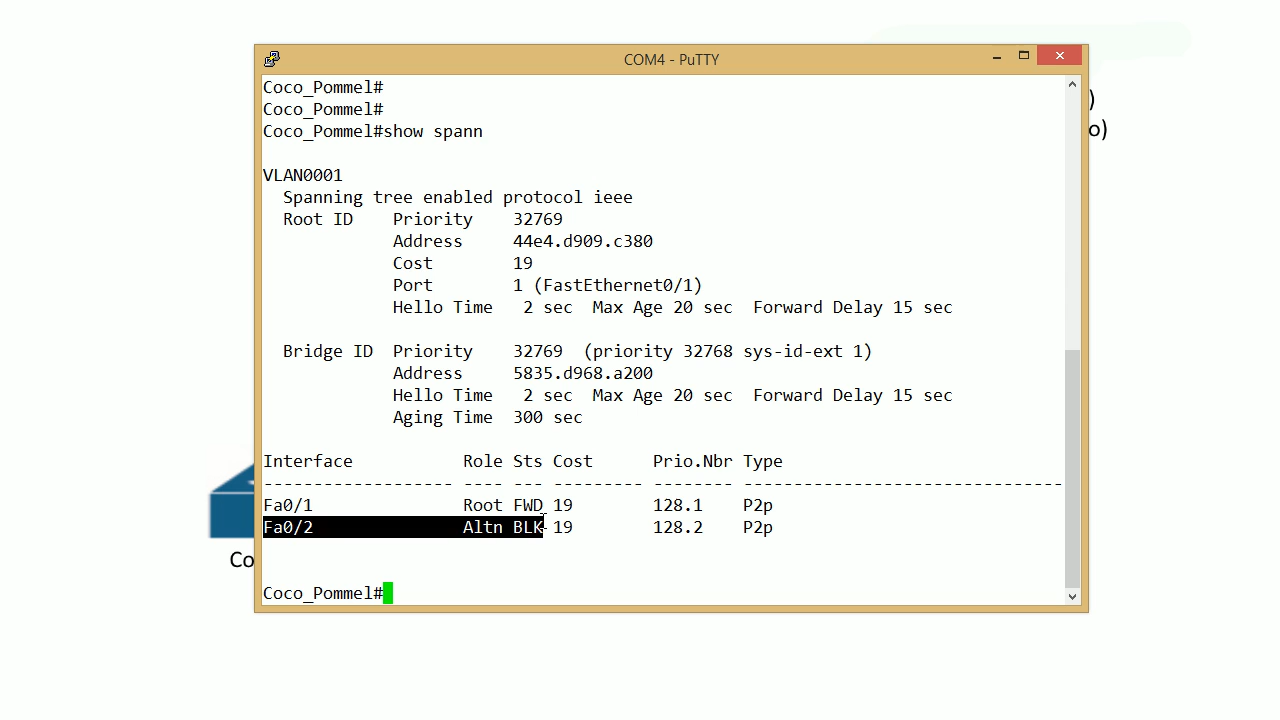 COM4 - PuTTY
Coco_Pommel#
Coco_Pommel#
)
Coco_Pommel#show spann
o)
VLAN0001
  Spanning tree enabled protocol ieee
  Root ID    Priority    32769
             Address     44e4.d909.c380
             Cost        19
             Port        1 (FastEthernet0/1)
             Hello Time   2 sec  Max Age 20 sec  Forward Delay 15 sec
  Bridge ID  Priority    32769  (priority 32768 sys-id-ext 1)
             Address     5835.d968.a200
             Hello Time   2 sec  Max Age 20 sec  Forward Delay 15 sec
             Aging Time  300 sec
Interface           Role Sts Cost      Prio.Nbr Type
------------------- ---- --- --------- -------- --------------------------------
Fa0/1               Root FWD 19        128.1    P2p
Fa0/2               Altn BLK 19        128.2    P2p
Co
Coco_Pommel#